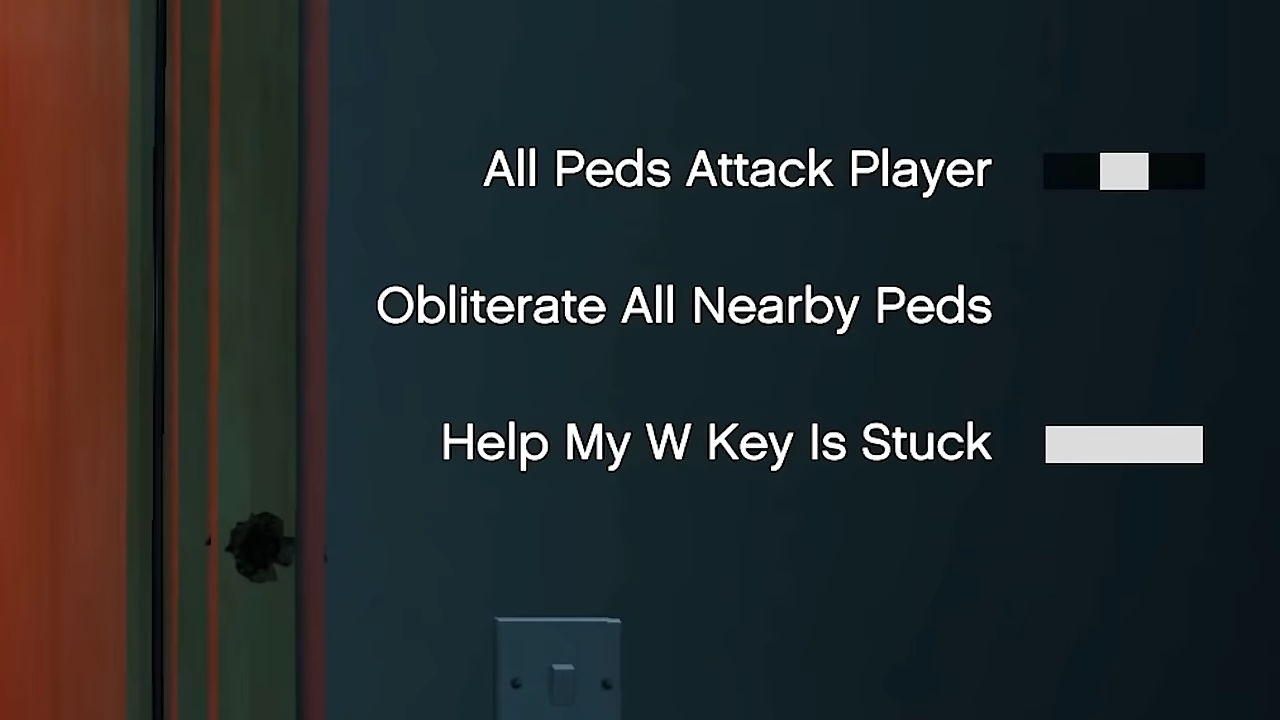 All Peds Attack Player
Obliterate All Nearby Peds
Help My W Key Is Stuck